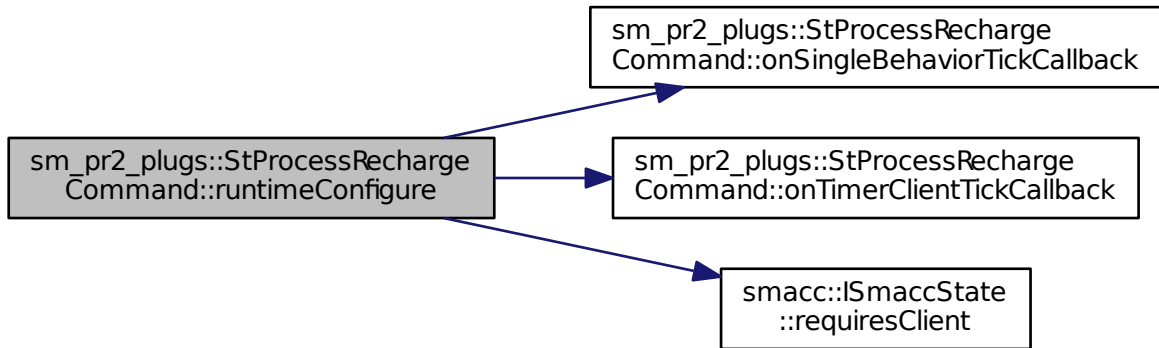 sm_pr2_plugs::StProcessRecharge
Command::onSingleBehaviorTickCallback
sm_pr2_plugs::StProcessRecharge
Command::runtimeConfigure
sm_pr2_plugs::StProcessRecharge
Command::onTimerClientTickCallback
smacc::ISmaccState
::requiresClient